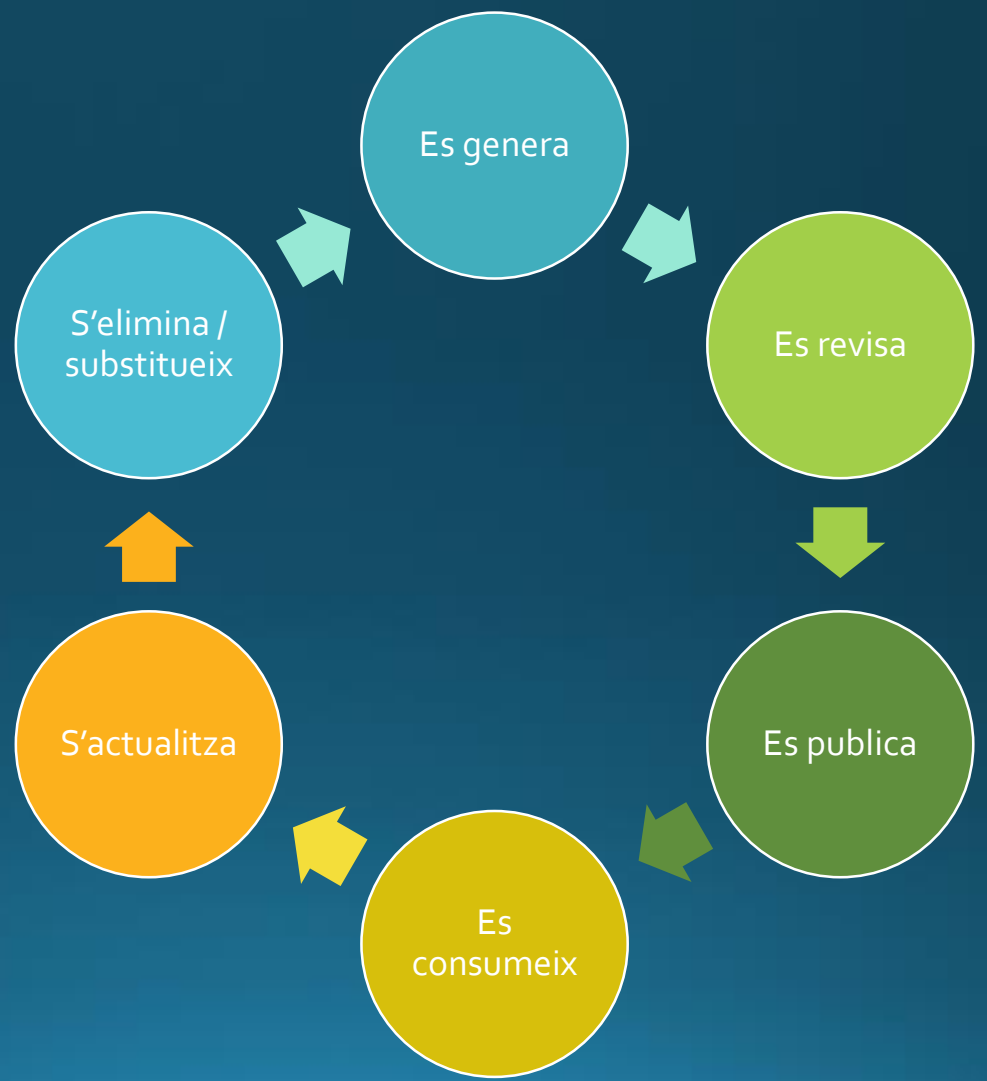 Es genera
Es revisa
Es publica
Es
consumeix
S’actualitza
S’elimina /
substitueix